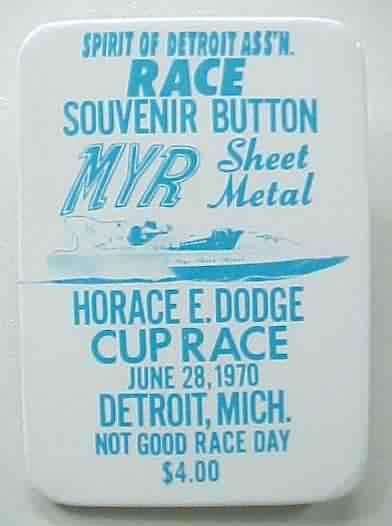 SPIRIT OF DETROIT ASS'N.
RACE
SOUVENIR BUTTON
MYR Sheet Metal
HORACE E. DODGE
CUP RACE
JUNE 28, 1970
DETROIT, MICH.
NOT GOOD RACE DAY
$4.00